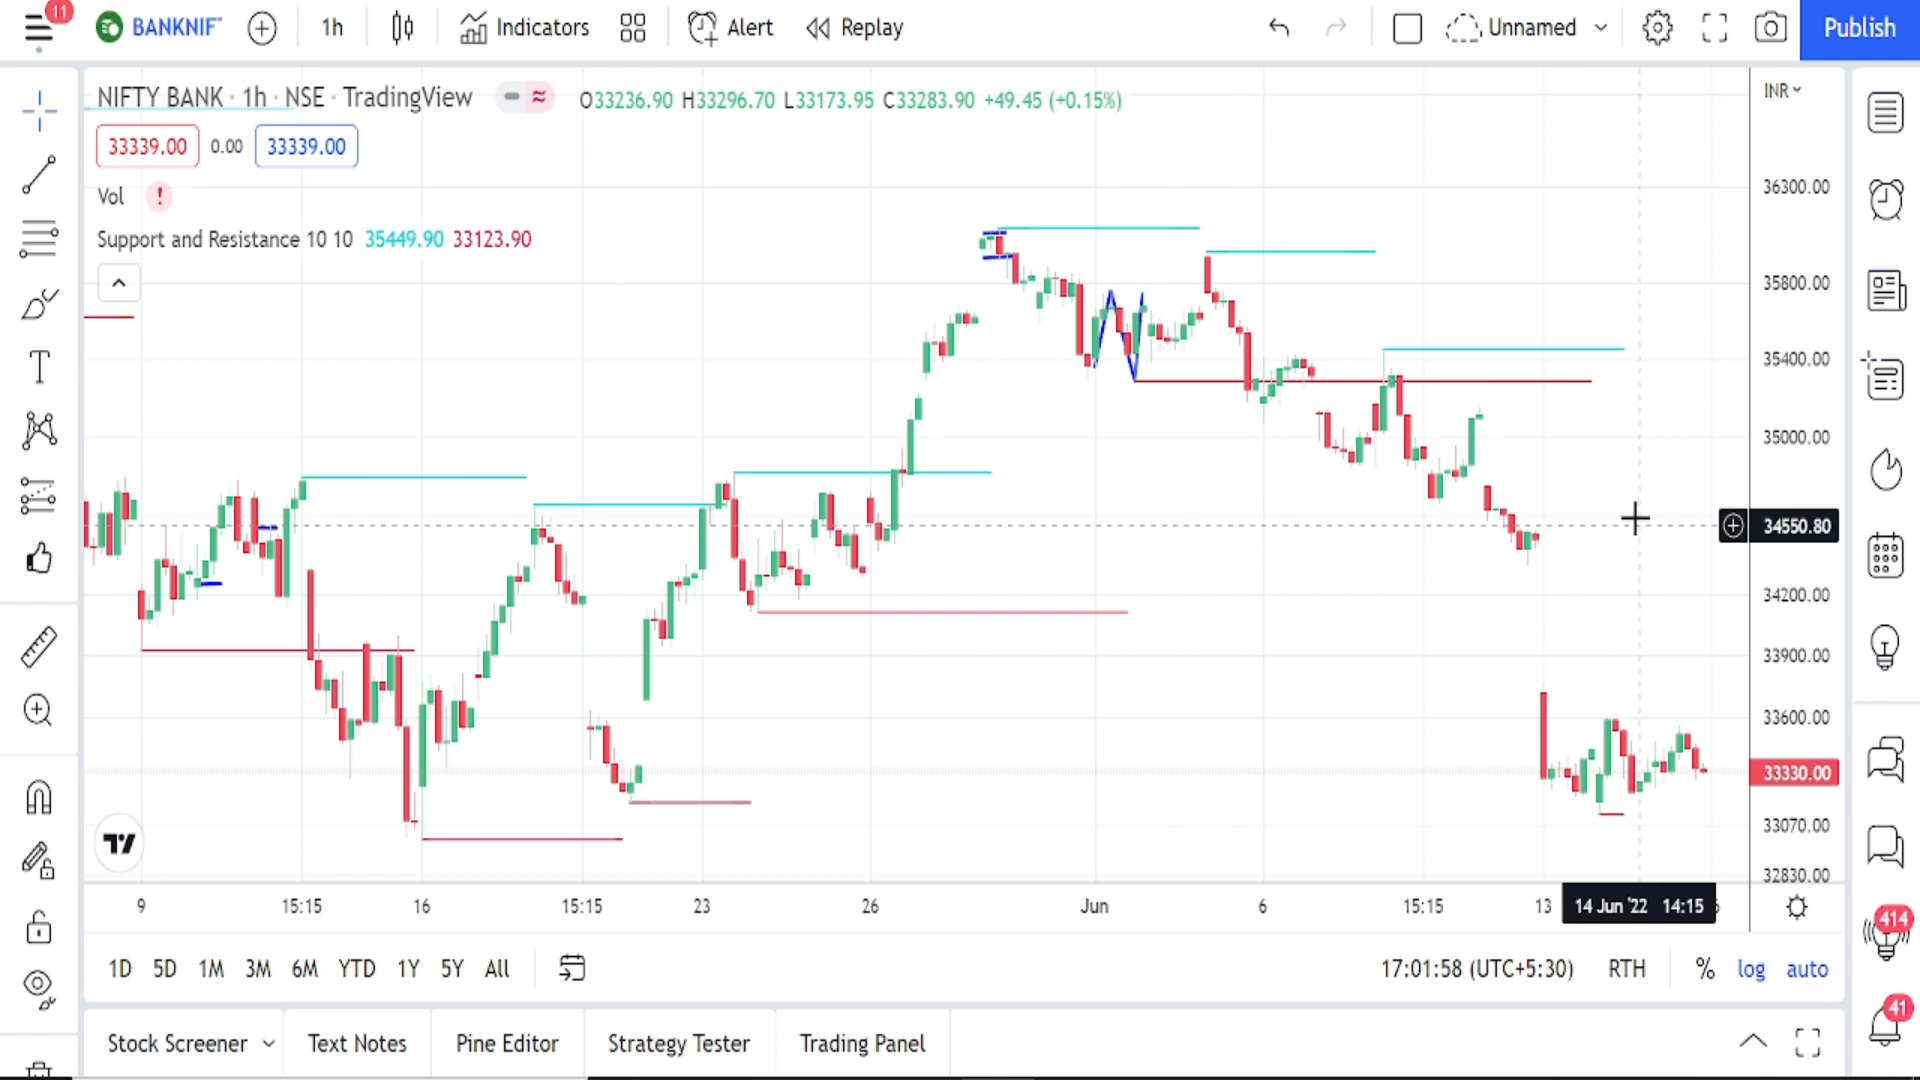 11
BANKNIF
1h
Indicators
Alert
Replay
Unnamed
Publish
NIFTY BANK · 1h · NSE · TradingView
O33236.90 H33296.70 L33173.95 C33283.90 +49.45 (+0.15%)
INR
33339.00 0.00 33339.00
Vol !
Support and Resistance 10 10 35449.90 33123.90
36300.00
35800.00
35400.00
35000.00
34550.80
34200.00
33900.00
33600.00
33330.00
33070.00
32830.00
9 15:15 16 15:15 23 26 Jun 6 15:15 13 14 Jun '22 14:15
414
1D 5D 1M 3M 6M YTD 1Y 5Y All
17:01:58 (UTC+5:30) RTH % log auto
41
Stock Screener Text Notes Pine Editor Strategy Tester Trading Panel